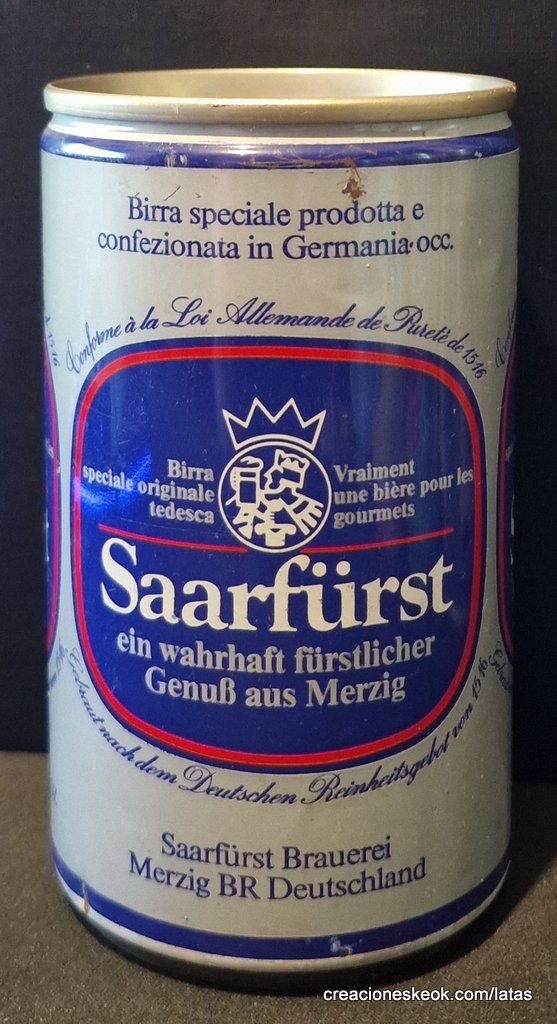 Birra speciale prodotta e
confezionata in Germania occ.
Conforme à la Loi Allemande de Pureté de 1516
Birra
speciale originale
tedesca
Vraiment
une bière pour les
gourmets
Saarfürst
ein wahrhaft fürstlicher
Genuß aus Merzig
Gebraut nach dem Deutschen Reinheitsgebot von 1516
Saarfürst Brauerei
Merzig BR Deutschland
creacioneskeok.com/latas